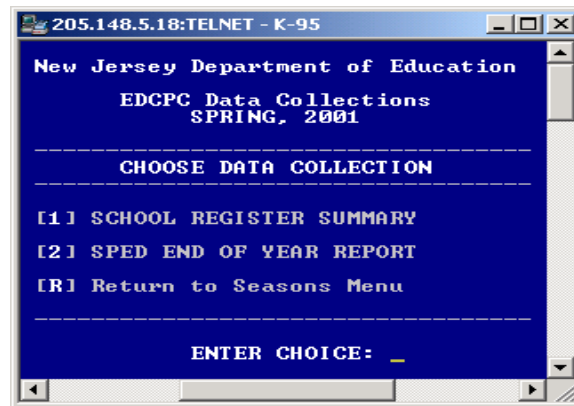 205.148.5.18:TELNET - K-95
New Jersey Department of Education
EDCPC Data Collections
SPRING, 2001
CHOOSE DATA COLLECTION
[1] SCHOOL REGISTER SUMMARY
[2] SPED END OF YEAR REPORT
[R] Return to Seasons Menu
ENTER CHOICE: _